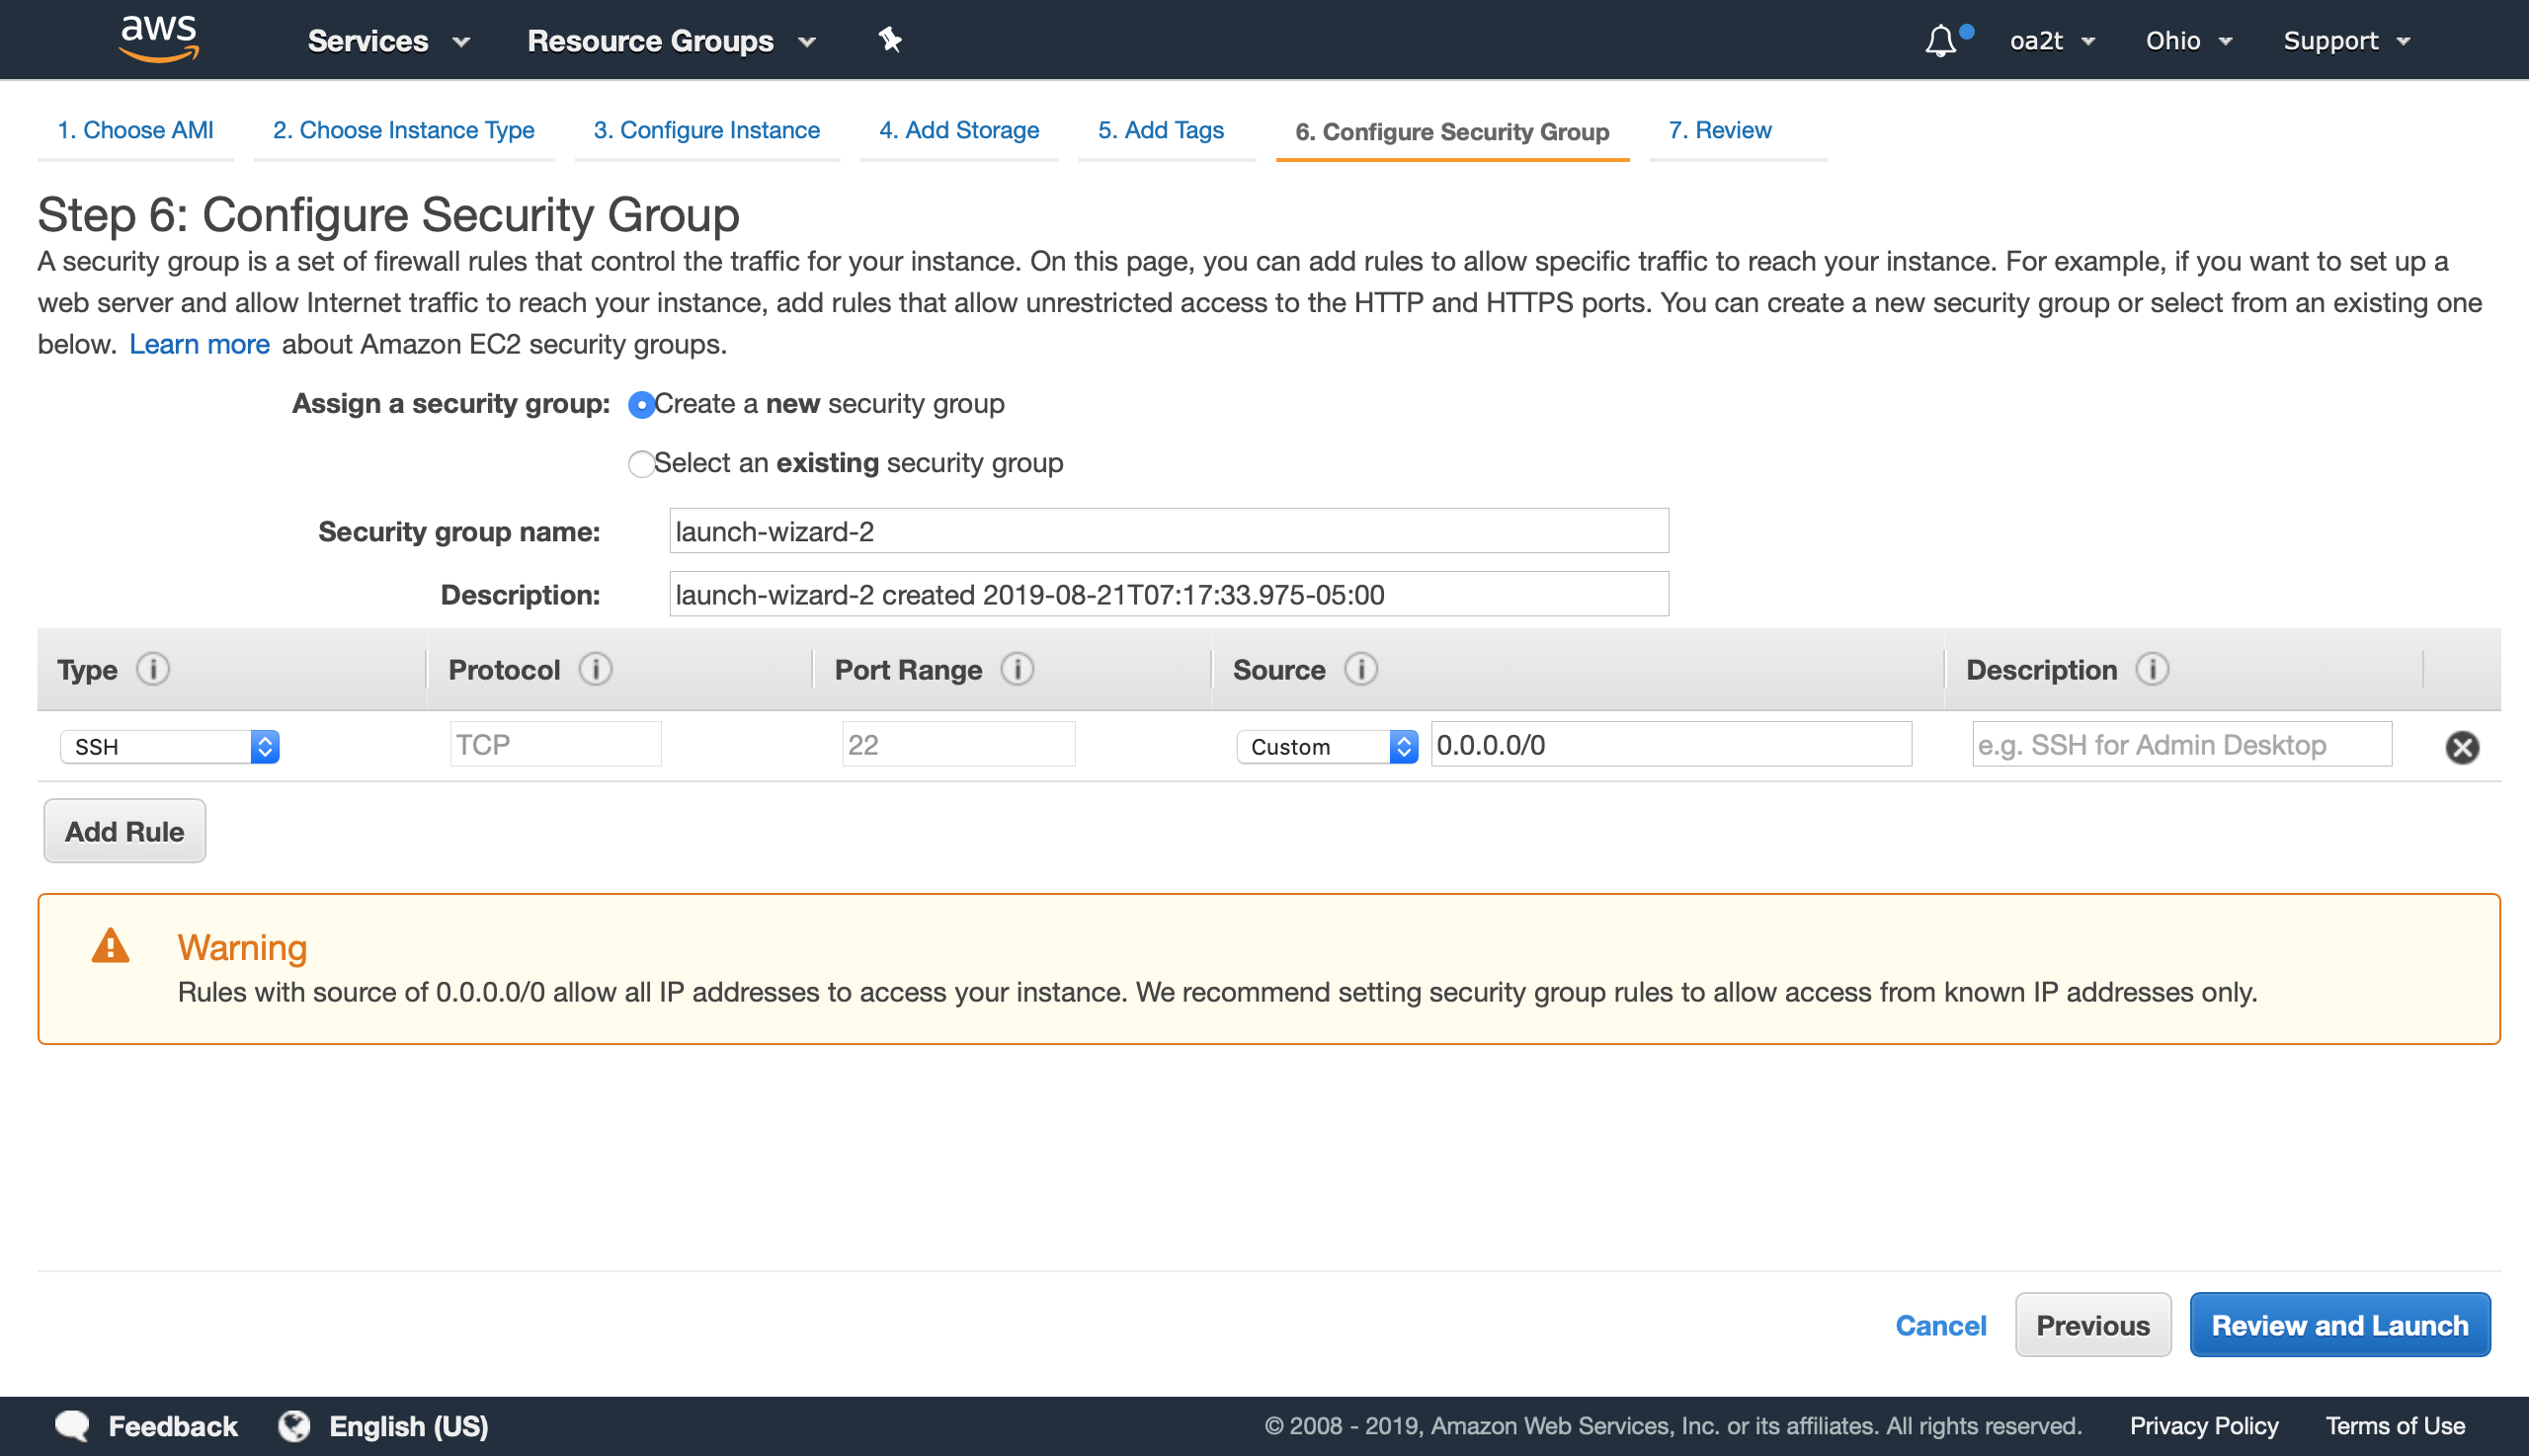 aws Services Resource Groups oa2t Ohio Support
1. Choose AMI 2. Choose Instance Type 3. Configure Instance 4. Add Storage 5. Add Tags 6. Configure Security Group 7. Review
Step 6: Configure Security Group
A security group is a set of firewall rules that control the traffic for your instance. On this page, you can add rules to allow specific traffic to reach your instance. For example, if you want to set up a
web server and allow Internet traffic to reach your instance, add rules that allow unrestricted access to the HTTP and HTTPS ports. You can create a new security group or select from an existing one
below. Learn more about Amazon EC2 security groups.
Assign a security group: Create a new security group
Select an existing security group
Security group name: launch-wizard-2
Description: launch-wizard-2 created 2019-08-21T07:17:33.975-05:00
Type i Protocol i Port Range i Source i Description i
SSH TCP 22 Custom 0.0.0.0/0 e.g. SSH for Admin Desktop
Add Rule
Warning
Rules with source of 0.0.0.0/0 allow all IP addresses to access your instance. We recommend setting security group rules to allow access from known IP addresses only.
Cancel Previous Review and Launch
Feedback English (US) © 2008 - 2019, Amazon Web Services, Inc. or its affiliates. All rights reserved. Privacy Policy Terms of Use